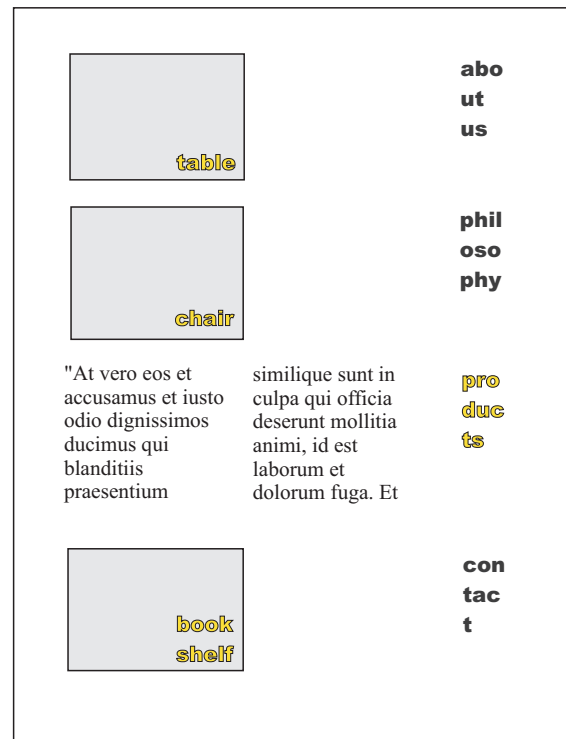 table
chair
"At vero eos et
accusamus et iusto
odio dignissimos
ducimus qui
blanditiis
praesentium
similique sunt in
culpa qui officia
deserunt mollitia
animi, id est
laborum et
dolorum fuga. Et
book
shelf
abo
ut
us
phil
oso
phy
pro
duc
ts
con
tac
t